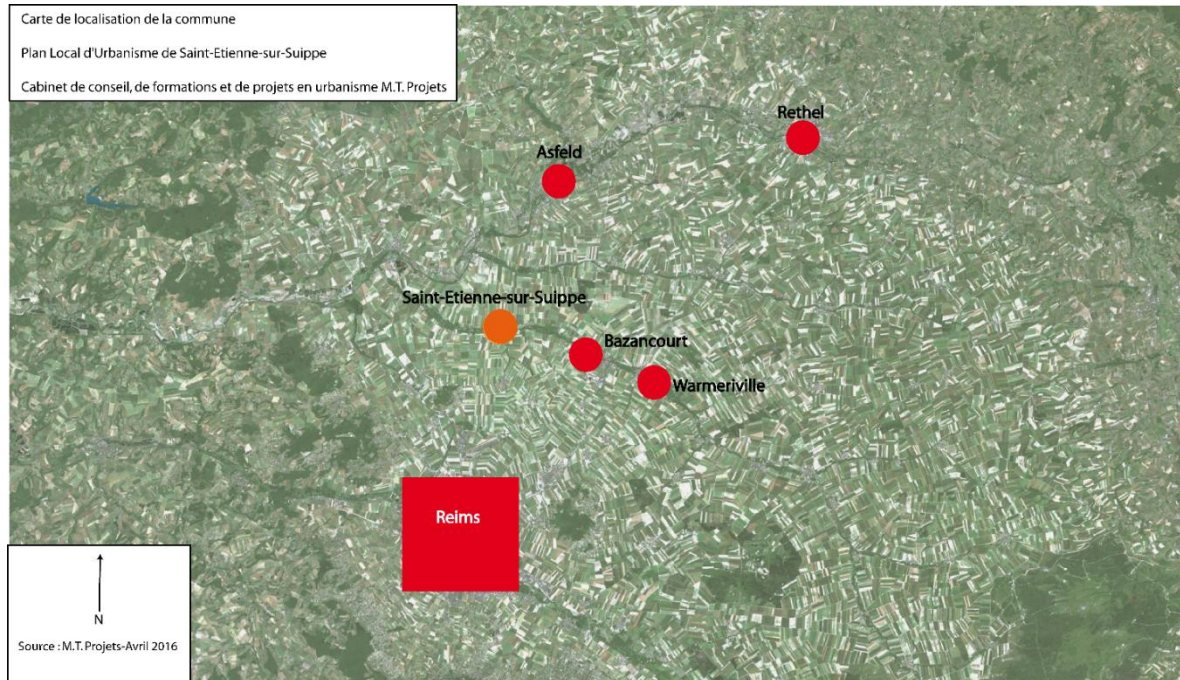 Carte de localisation de la commune
Plan Local d'Urbanisme de Saint-Etienne-sur-Suippe
Cabinet de conseil, de formations et de projets en urbanisme M.T. Projets
Rethel
Asfeld
Saint-Etienne-sur-Suippe
Bazancourt
Warmeriville
Reims
N
Source : M.T. Projets-Avril 2016